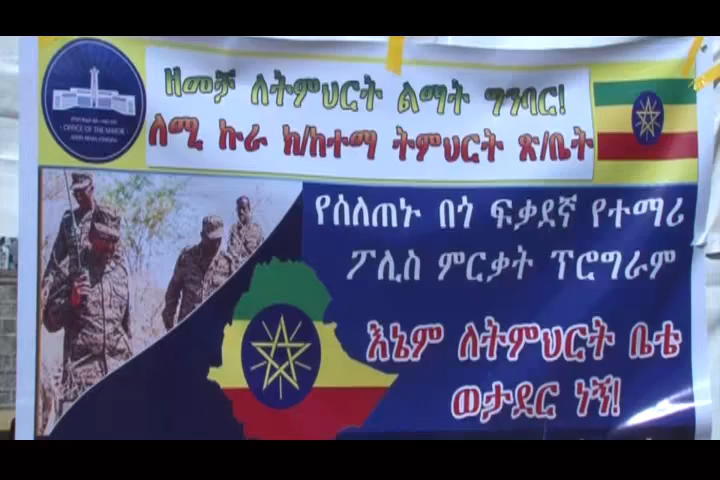 ዘመቻ ለትምህርት ልማት ግንባር!
ለሚ ኩራ ክ/ከተማ ትምህርት ጽ/ቤት
OFFICE OF THE MAYOR
የሰለጠኑ በጎ ፍቃደኛ የተማሪ
ፖሊስ ምርቃት ፕሮግራም
እኔም ለትምህርት ቤቴ
ወታደር ነኝ!